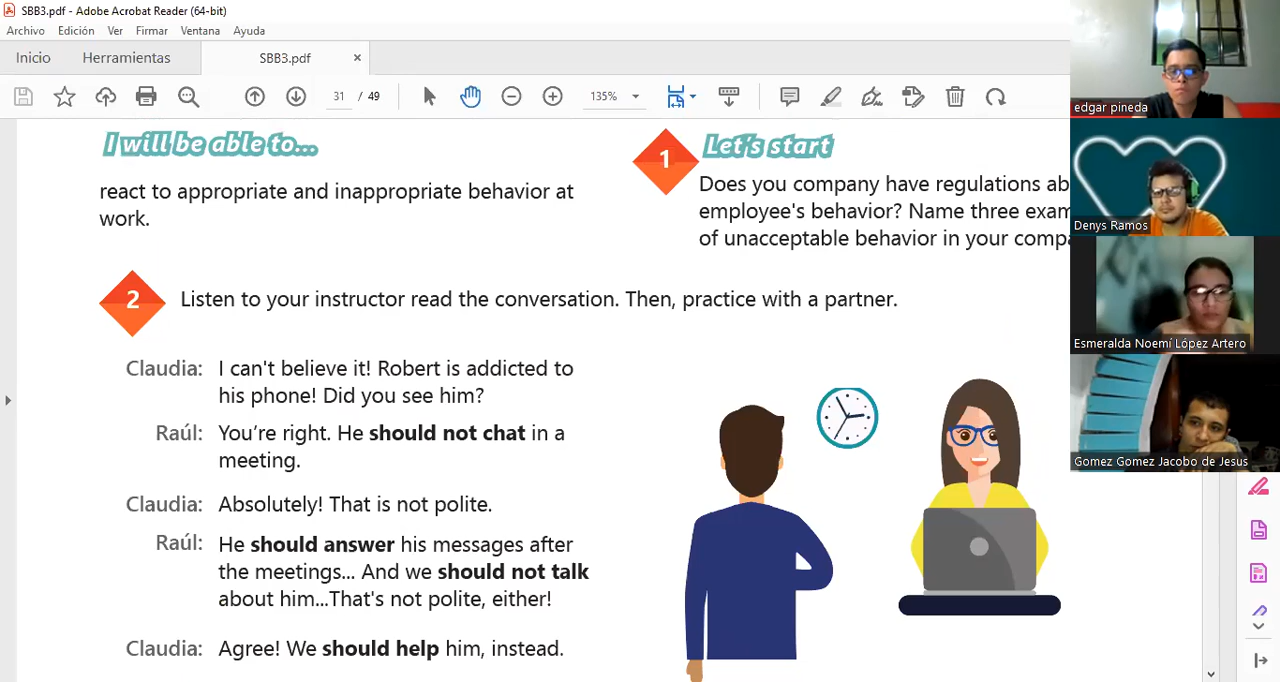 SBB3.pdf - Adobe Acrobat Reader (64-bit)
Archivo Edición Ver Firmar Ventana Ayuda
Inicio Herramientas SBB3.pdf ×
31 / 49 135%
I will be able to...
react to appropriate and inappropriate behavior at
work.
1 Let's start
Does you company have regulations
employee's behavior? Name three
of unacceptable behavior in your
2 Listen to your instructor read the conversation. Then, practice with a partner.
Claudia: I can't believe it! Robert is addicted to
his phone! Did you see him?
Raúl: You're right. He should not chat in a
meeting.
Claudia: Absolutely! That is not polite.
Raúl: He should answer his messages after
the meetings... And we should not talk
about him...That's not polite, either!
Claudia: Agree! We should help him, instead.
edgar pineda
Denys Ramos
Esmeralda Noemí López Artero
Gomez Gomez Jacobo de Jesus